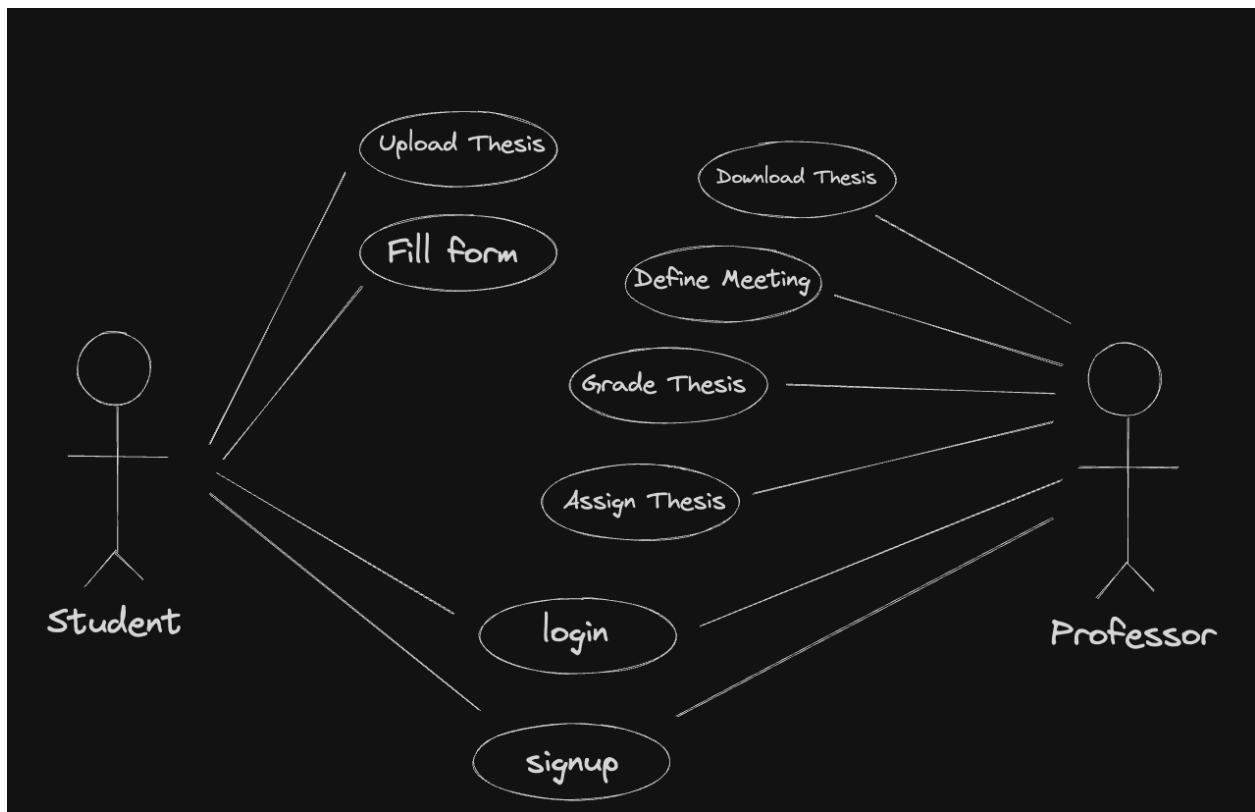 Upload Thesis
Download Thesis
Fill form
Define Meeting
Grade Thesis
Assign Thesis
Student
login
Professor
signup